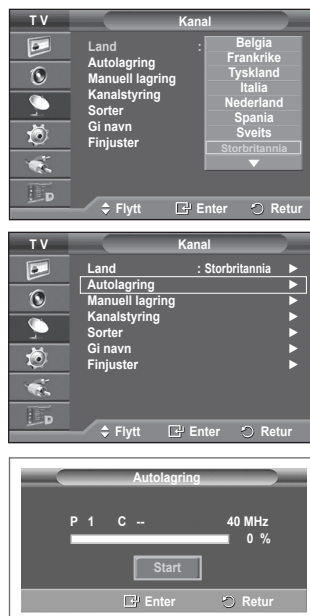 TV Kanal
Land :
Autolagring
Manuell lagring
Kanalstyring
Sorter
Gi navn
Finjuster
Belgia
Frankrike
Tyskland
Italia
Nederland
Spania
Sveits
Storbritannia
Flytt Enter Retur
TV Kanal
Land : Storbritannia
Autolagring
Manuell lagring
Kanalstyring
Sorter
Gi navn
Finjuster
Flytt Enter Retur
Autolagring
P 1 C -- 40 MHz
0 %
Start
Enter Retur